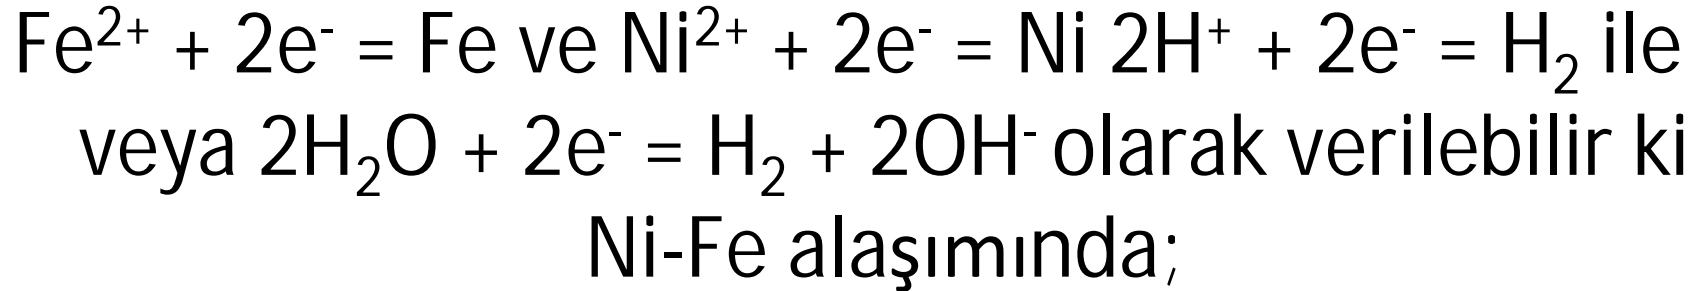 Fe²⁺ + 2e⁻ = Fe ve Ni²⁺ + 2e⁻ = Ni 2H⁺ + 2e⁻ = H₂ ile
veya 2H₂O + 2e⁻ = H₂ + 2OH⁻ olarak verilebilir ki
Ni-Fe alaşımında;